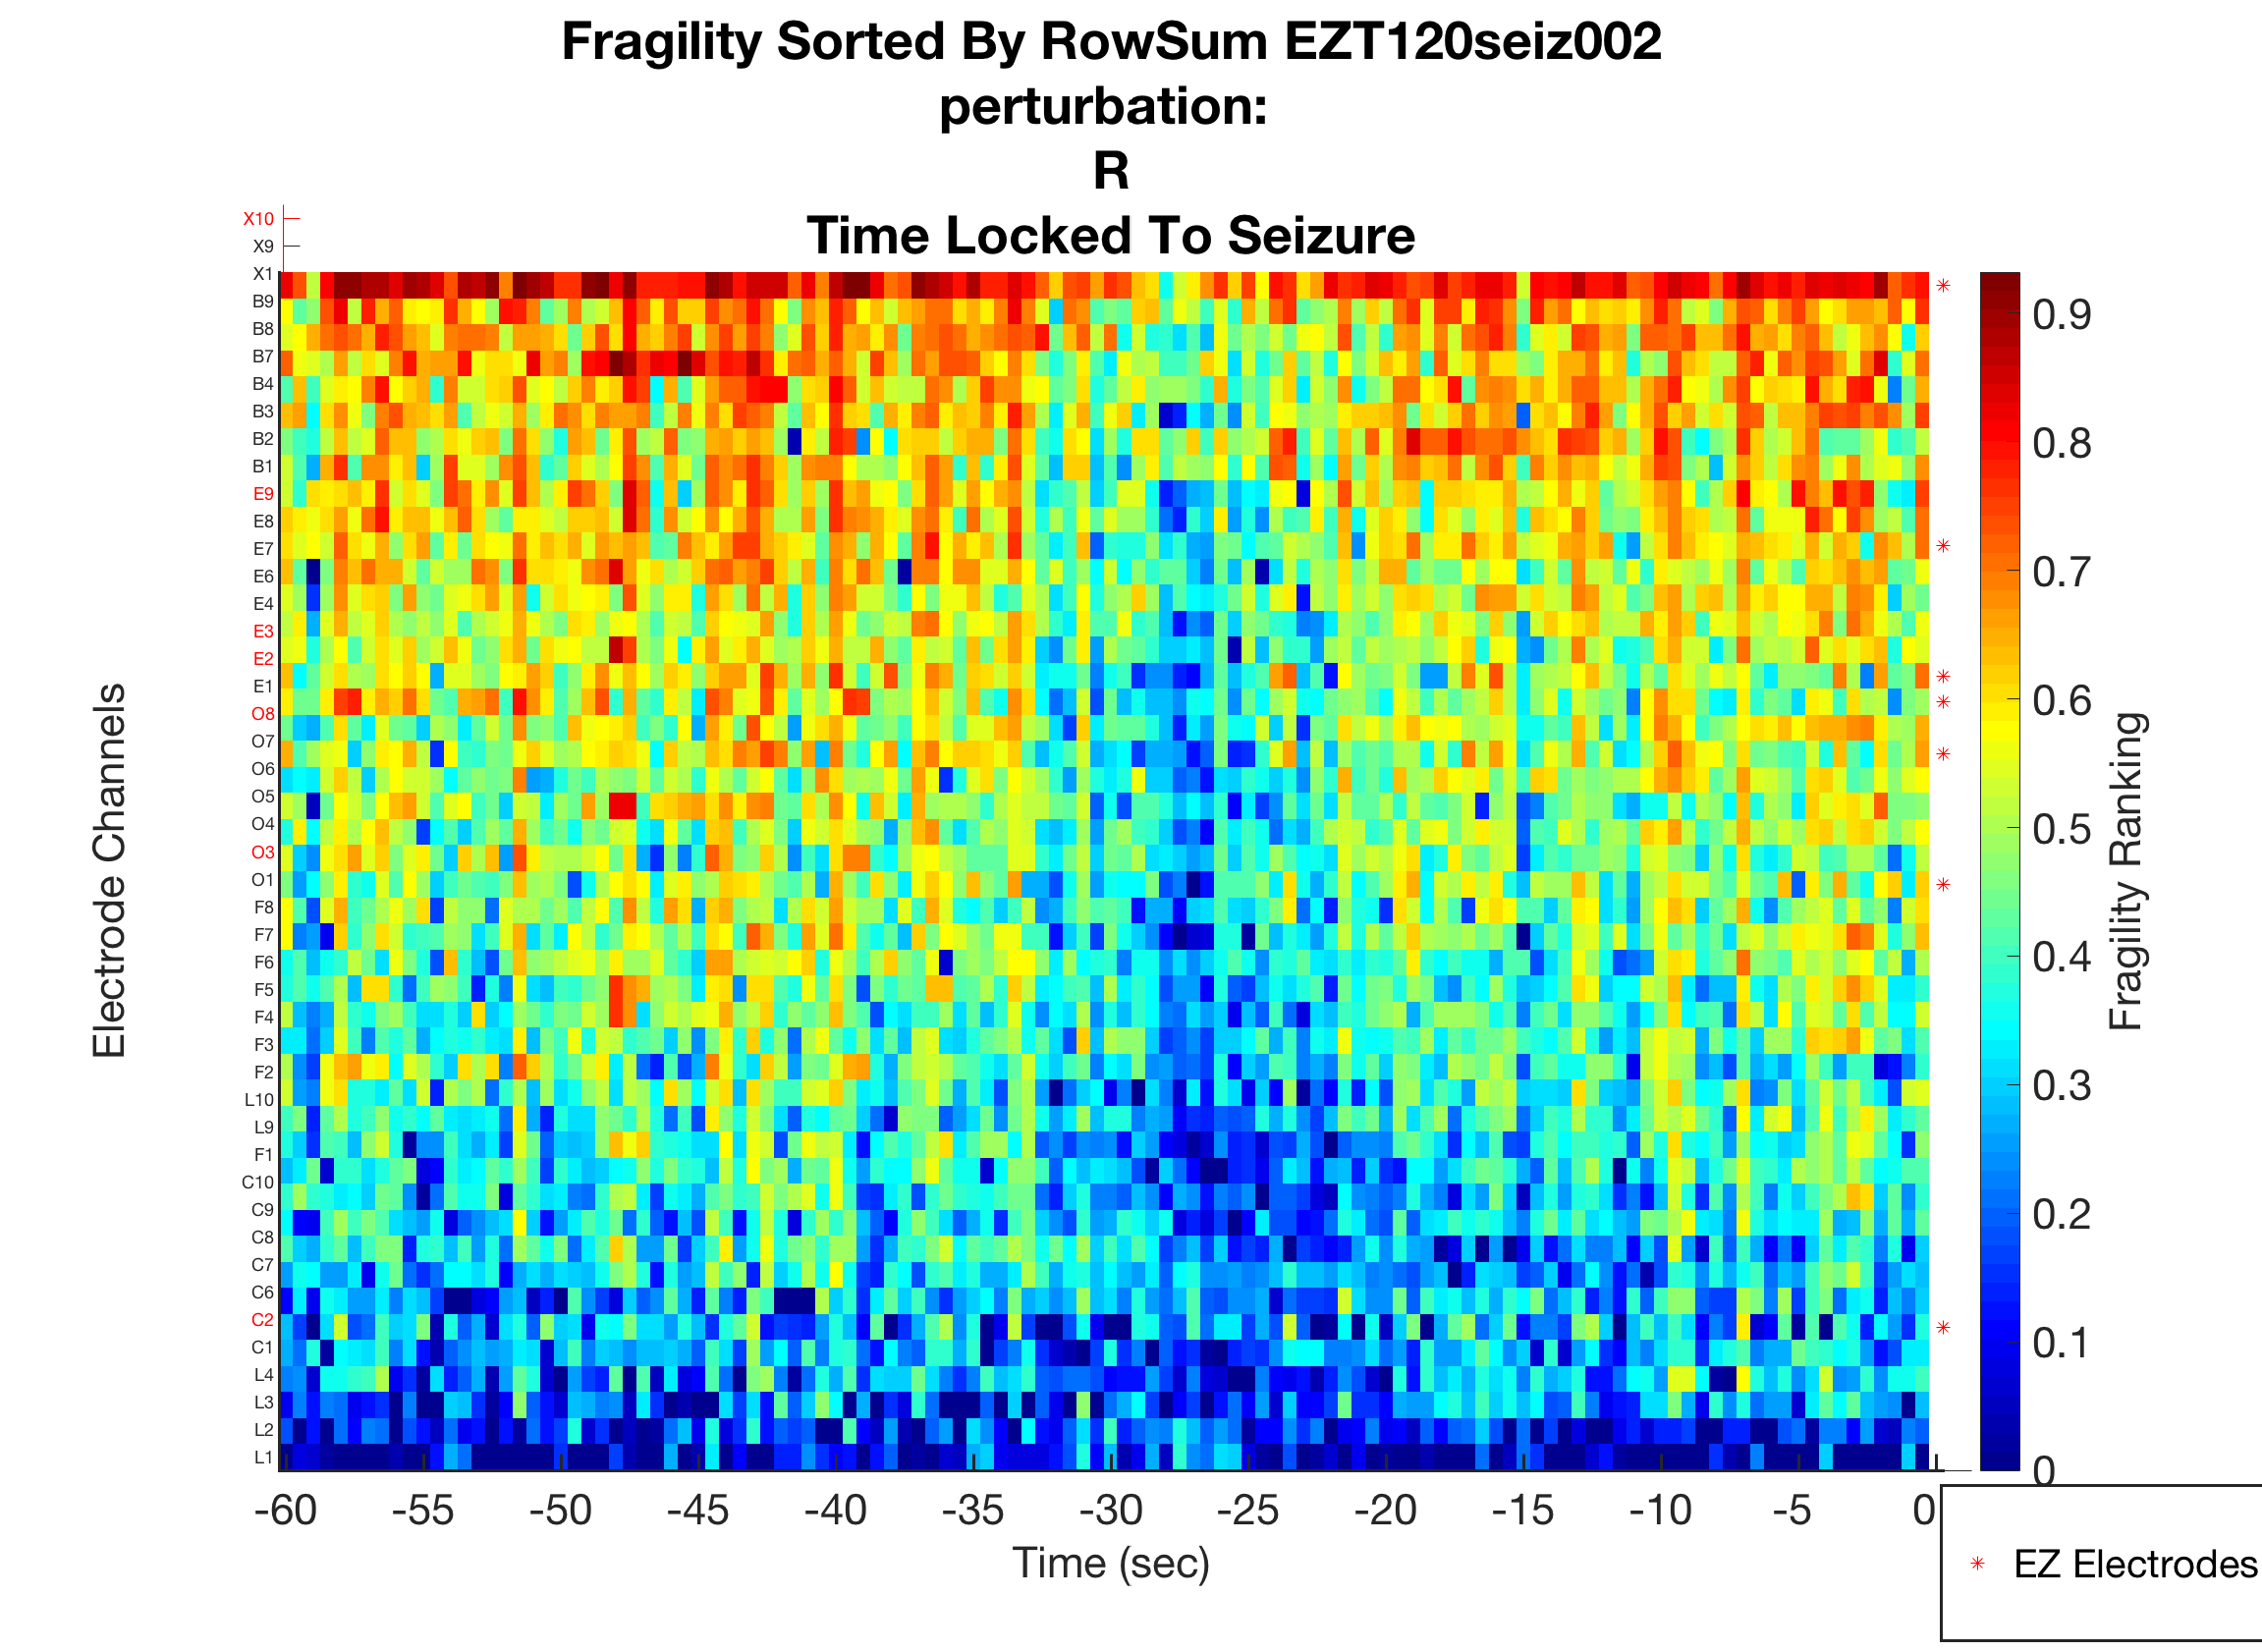 Fragility Sorted By RowSum EZT120seiz002
perturbation:
R
Time Locked To Seizure
X10
X9
X1
B9
B8
B7
B4
B3
B2
B1
E9
E8
E7
E6
E4
E3
E2
E1
O8
O7
O6
O5
O4
O3
O1
F8
F7
F6
F5
F4
F3
F2
L10
L9
F1
C10
C9
C8
C7
C6
C2
C1
L4
L3
L2
L1
Electrode Channels
-60 -55 -50 -45 -40 -35 -30 -25 -20 -15 -10 -5 0
Time (sec)
0.9
0.8
0.7
0.6
0.5
0.4
0.3
0.2
0.1
0
Fragility Ranking
EZ Electrodes